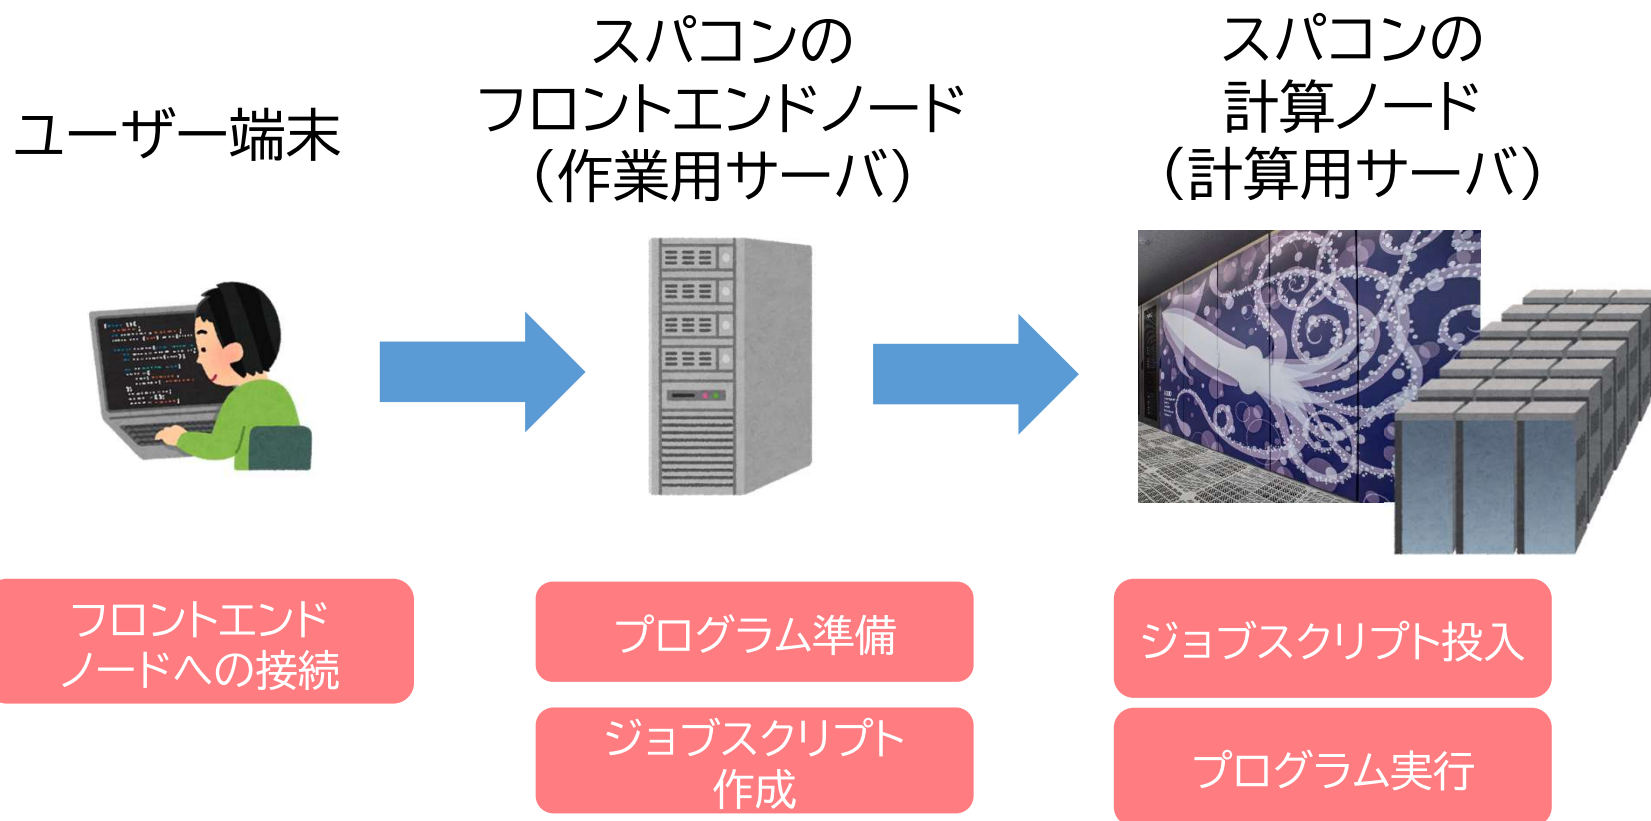 ユーザー端末
スパコンの
フロントエンドノード
（作業用サーバ）
スパコンの
計算ノード
（計算用サーバ）
フロントエンド
ノードへの接続
プログラム準備
ジョブスクリプト
作成
ジョブスクリプト投入
プログラム実行